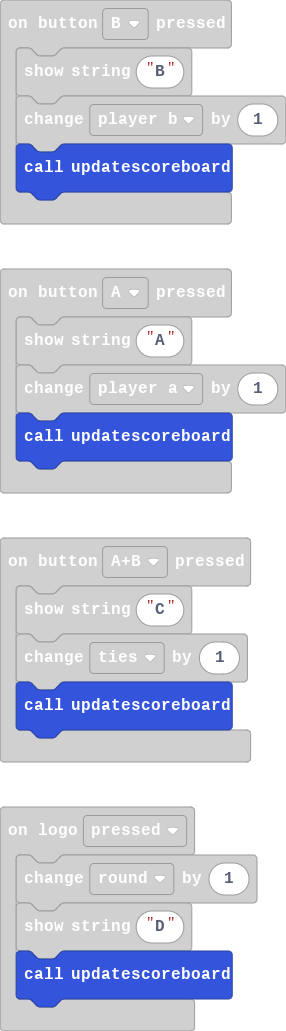 on button B pressed
show string "B"
change player b by 1
call updatescoreboard
on button A pressed
show string "A"
change player a by 1
call updatescoreboard
on button A+B pressed
show string "C"
change ties by 1
call updatescoreboard
on logo pressed
change round by 1
show string "D"
call updatescoreboard